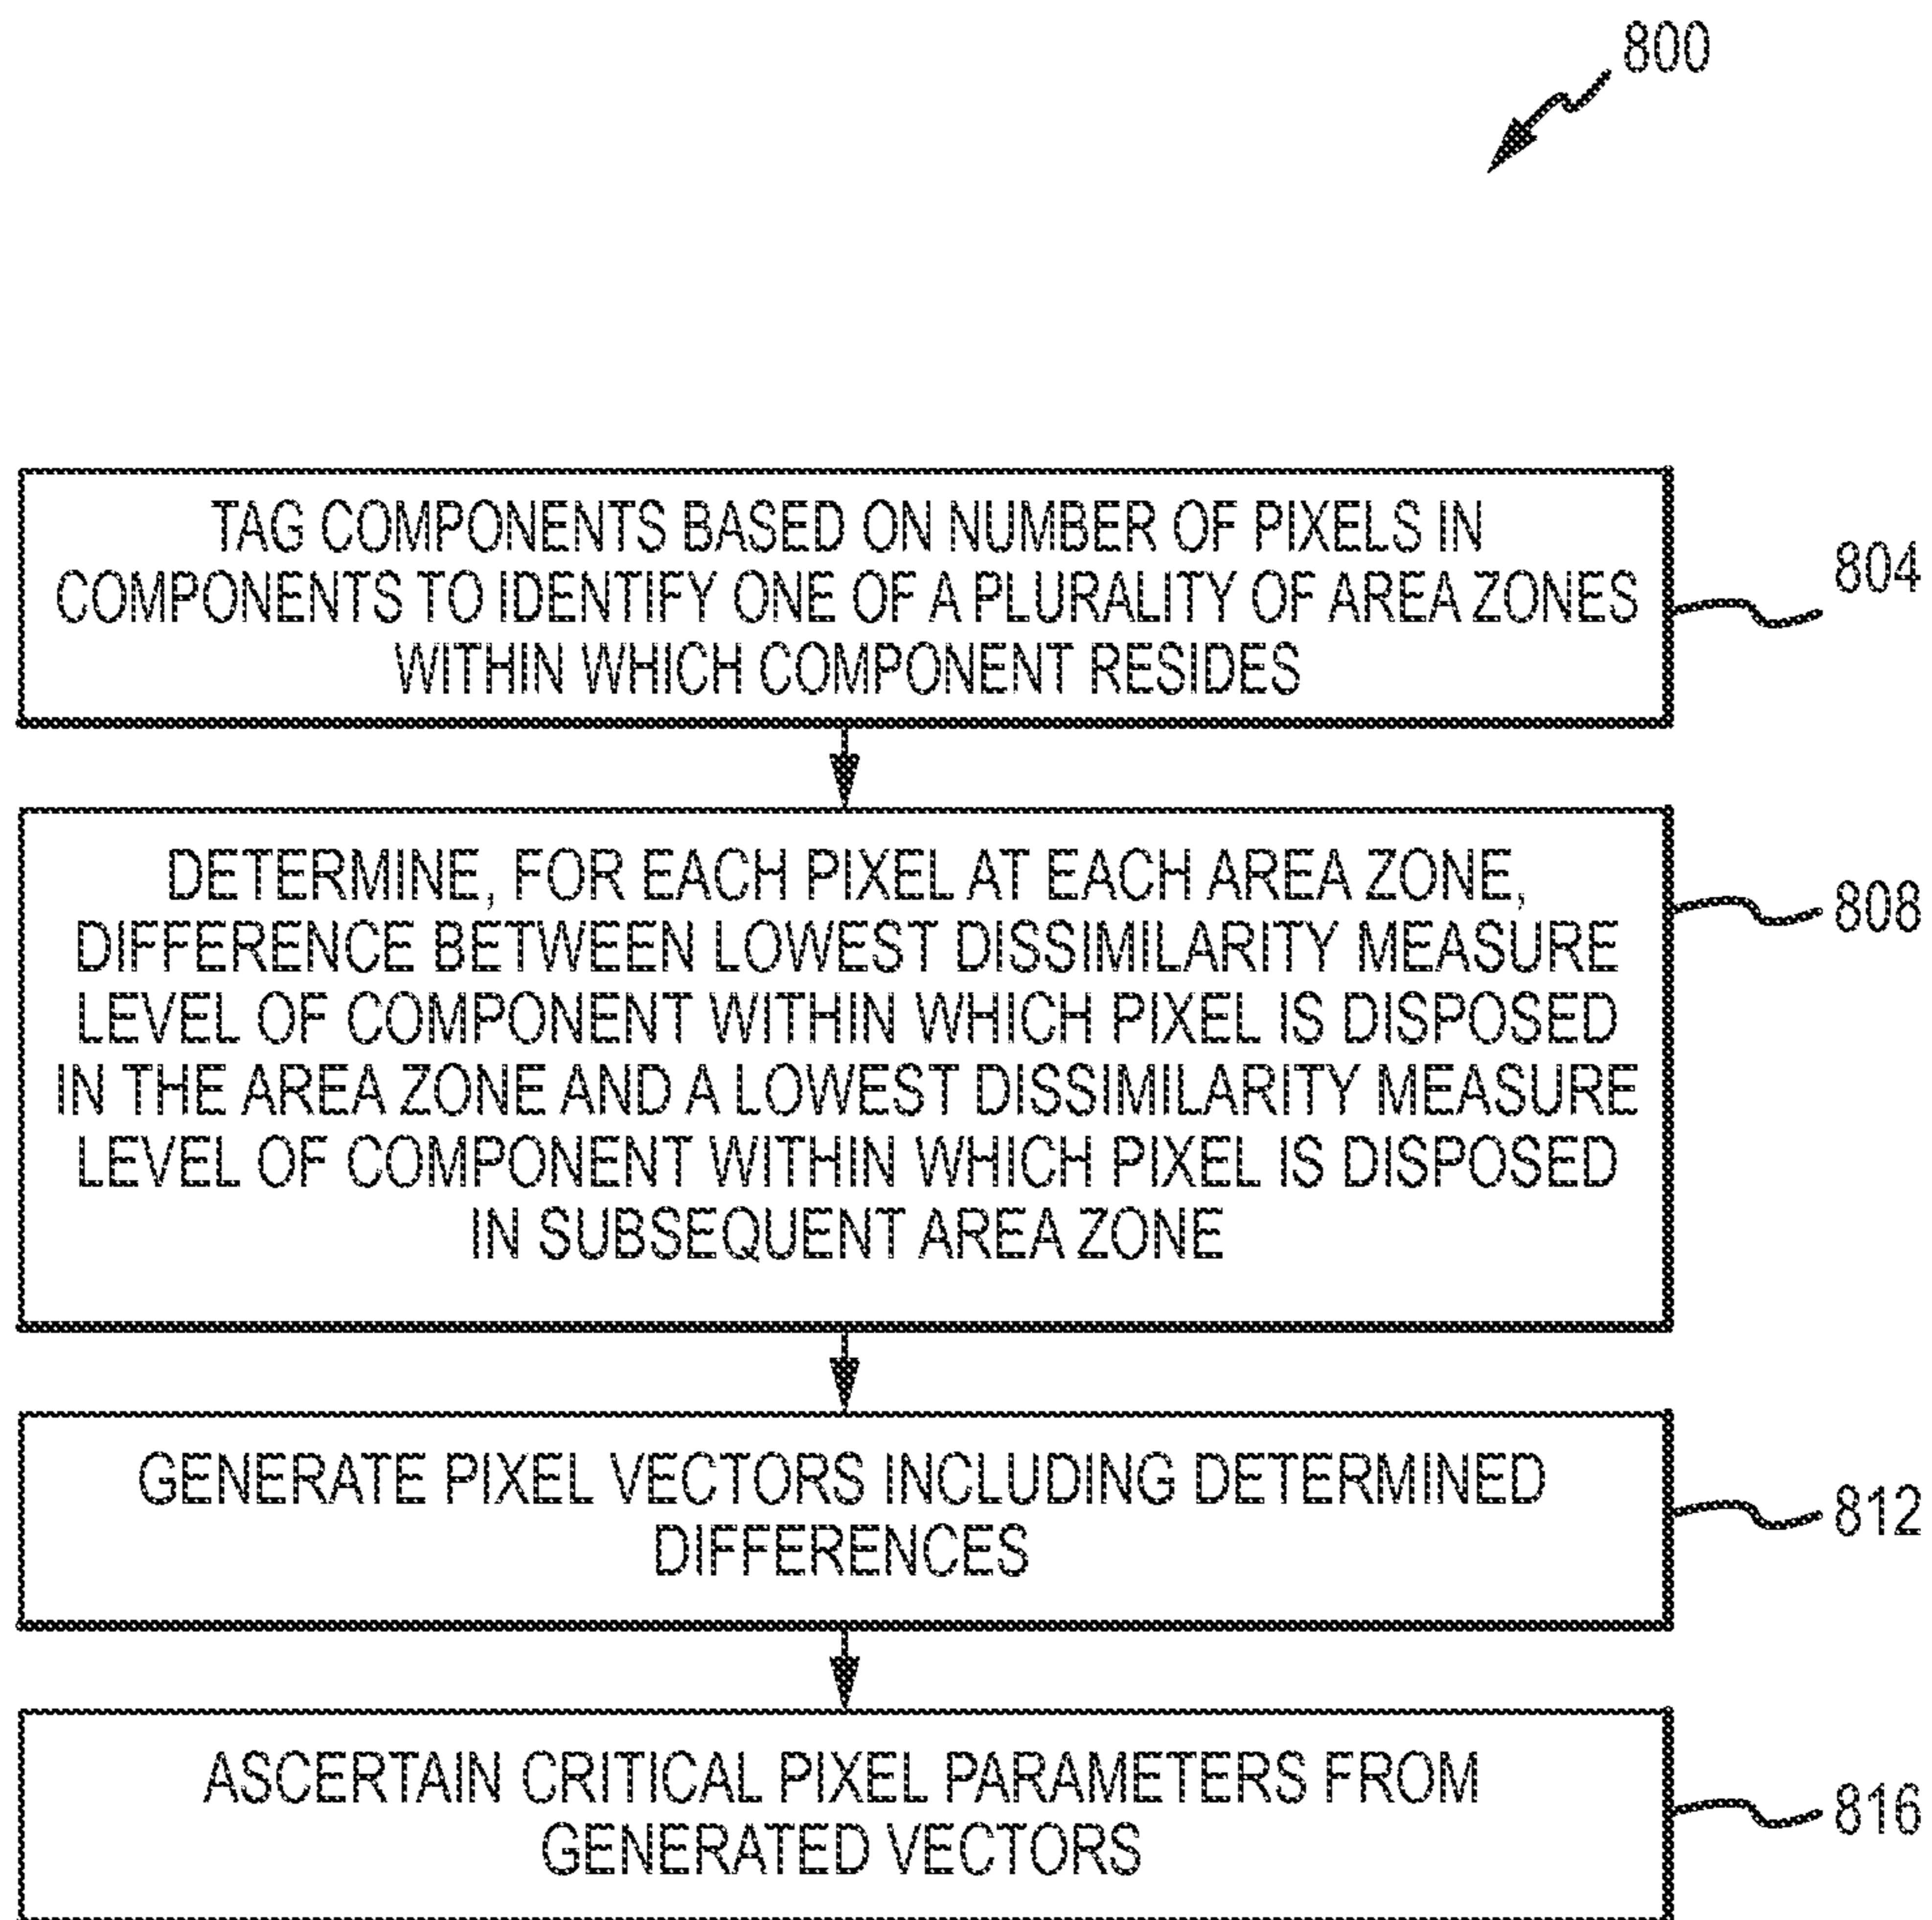 800
TAG COMPONENTS BASED ON NUMBER OF PIXELS IN
COMPONENTS TO IDENTIFY ONE OF A PLURALITY OF AREA ZONES
WITHIN WHICH COMPONENT RESIDES
804
DETERMINE, FOR EACH PIXEL AT EACH AREA ZONE,
DIFFERENCE BETWEEN LOWEST DISSIMILARITY MEASURE
LEVEL OF COMPONENT WITHIN WHICH PIXEL IS DISPOSED
IN THE AREA ZONE AND A LOWEST DISSIMILARITY MEASURE
LEVEL OF COMPONENT WITHIN WHICH PIXEL IS DISPOSED
IN SUBSEQUENT AREA ZONE
808
GENERATE PIXEL VECTORS INCLUDING DETERMINED
DIFFERENCES
812
ASCERTAIN CRITICAL PIXEL PARAMETERS FROM
GENERATED VECTORS
816